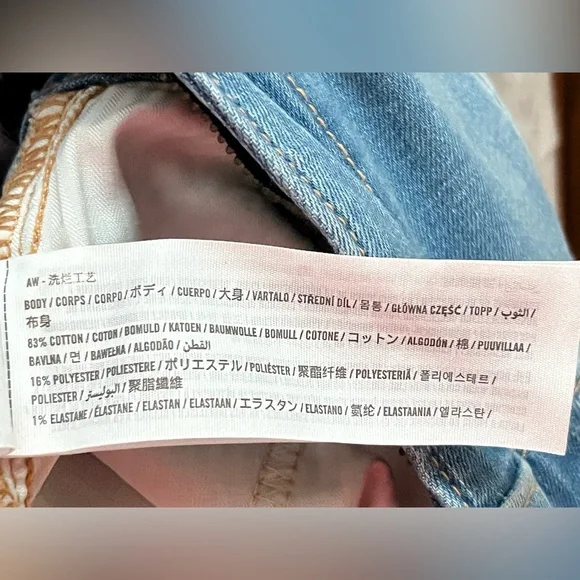 AW - 洗烂工艺
BODY / CORPS / CORPO / ボディ / CUERPO / 大身 / VARTALO / STŘEDNÍ DÍL / 몸통 / GŁÓWNA CZĘŚĆ / TOPP / الثوب /
布身
83% COTTON / COTON / BOMULD / KATOEN / BAUMWOLLE / BOMULL / COTONE / コットン / ALGODÓN / 棉 / PUUVILLAA /
BAVLNA / 면 / BAWEŁNA / ALGODÃO / القطن /
16% POLYESTER / POLIESTERE / ポリエステル / POLIÉSTER / 聚酯纤维 / POLYESTERIÄ / 폴리에스테르 /
POLIESTER / البوليستر / 聚脂纖維
1% ELASTANE / ÉLASTANE / ELASTAN / ELASTAAN / エラスタン / ELASTANO / 氨纶 / ELASTAANIA / 엘라스탄 /